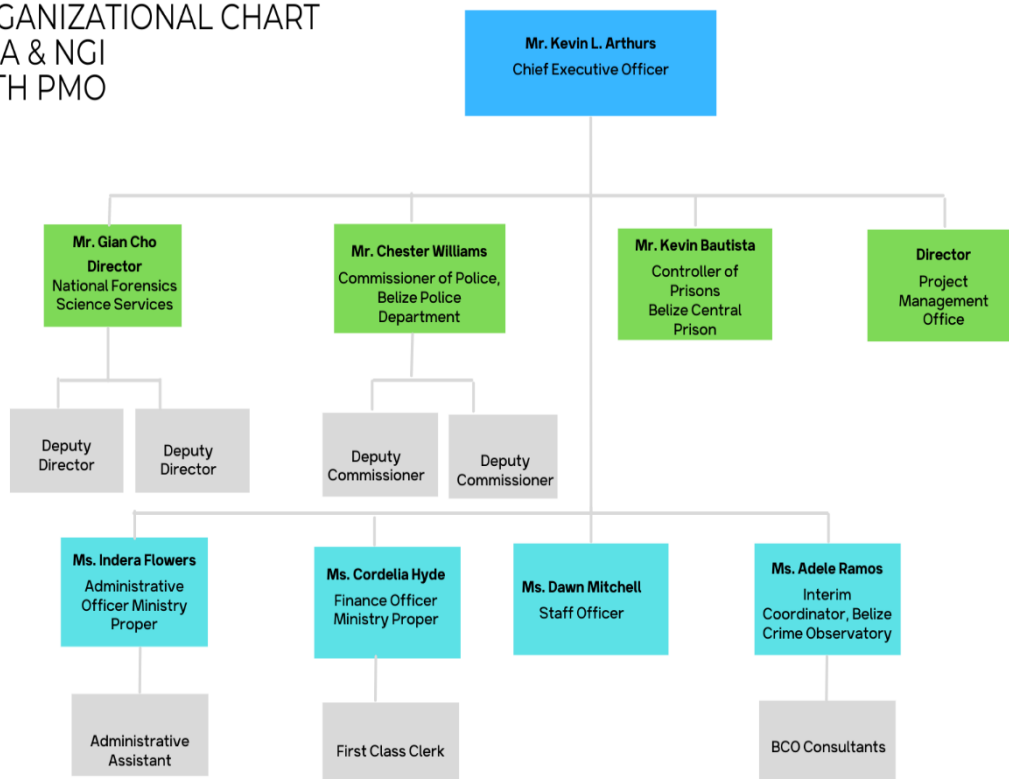 GANIZATIONAL CHART
A & NGI
TH PMO
Mr. Kevin L. Arthurs
Chief Executive Officer
Mr. Gian Cho
Director
National Forensics
Science Services
Mr. Chester Williams
Commissioner of Police,
Belize Police
Department
Mr. Kevin Bautista
Controller of
Prisons
Belize Central
Prison
Director
Project
Management
Office
Deputy
Director
Deputy
Director
Deputy
Commissioner
Deputy
Commissioner
Ms. Indera Flowers
Administrative
Officer Ministry
Proper
Ms. Cordelia Hyde
Finance Officer
Ministry Proper
Ms. Dawn Mitchell
Staff Officer
Ms. Adele Ramos
Interim
Coordinator, Belize
Crime Observatory
Administrative
Assistant
First Class Clerk
BCO Consultants